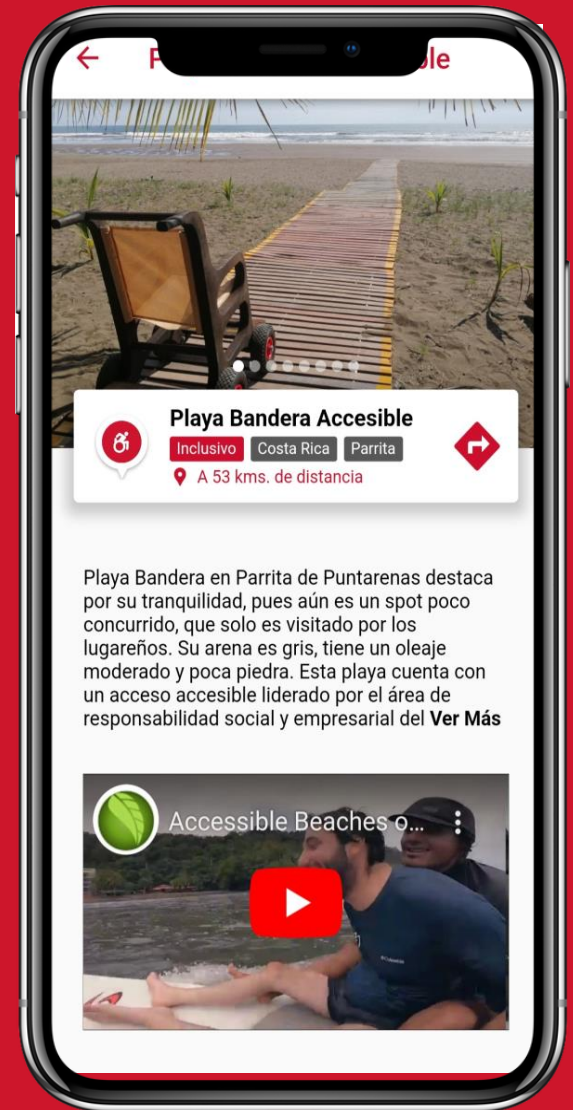 Playa Bandera Accesible
Inclusivo Costa Rica Parrita
A 53 kms. de distancia
Playa Bandera en Parrita de Puntarenas destaca
por su tranquilidad, pues aún es un spot poco
concurrido, que solo es visitado por los
lugareños. Su arena es gris, tiene un oleaje
moderado y poca piedra. Esta playa cuenta con
un acceso accesible liderado por el área de
responsabilidad social y empresarial del Ver Más
Accessible Beaches o...